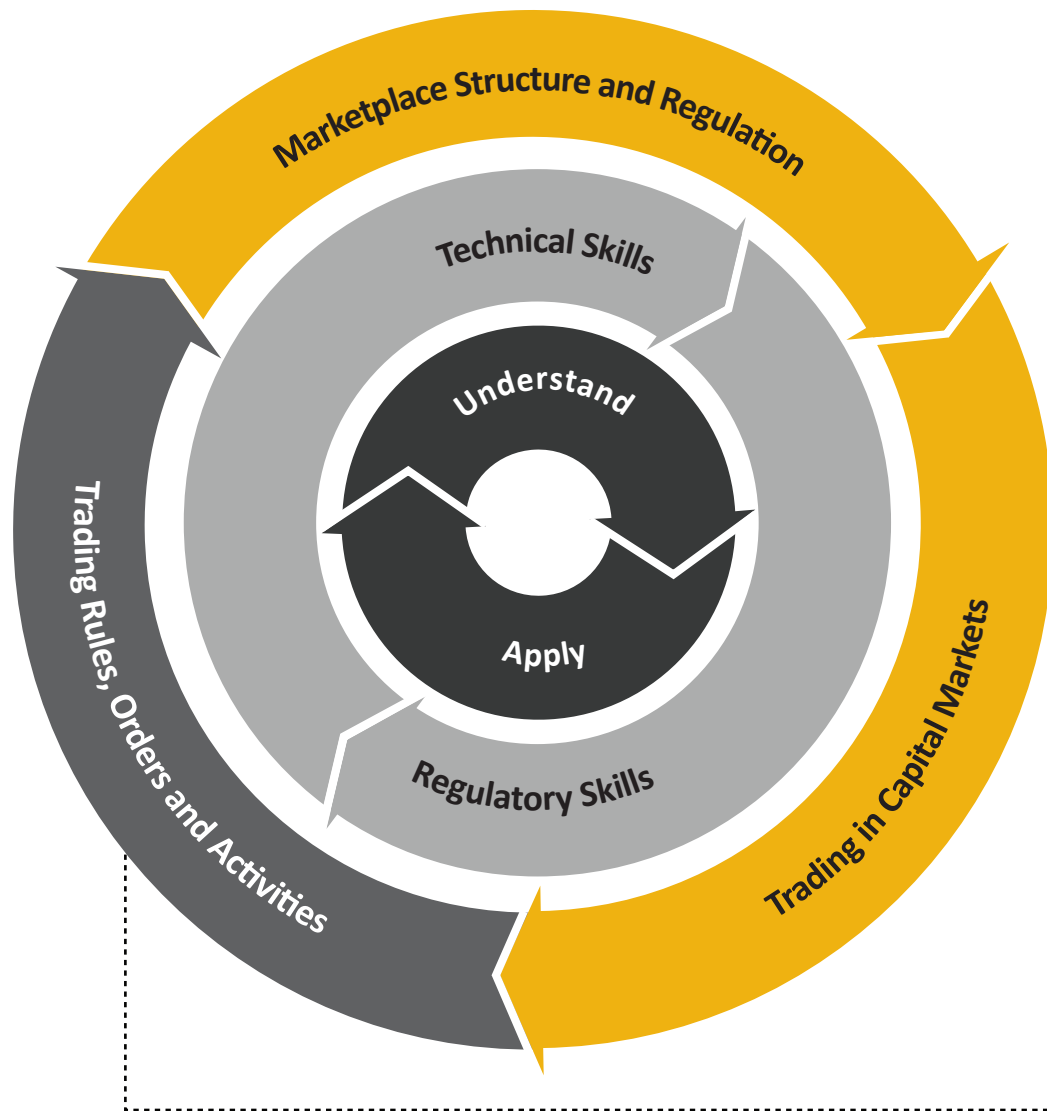 Marketplace Structure and Regulation
Technical Skills
Understand
Apply
Regulatory Skills
Trading in Capital Markets
Trading Rules, Orders and Activities